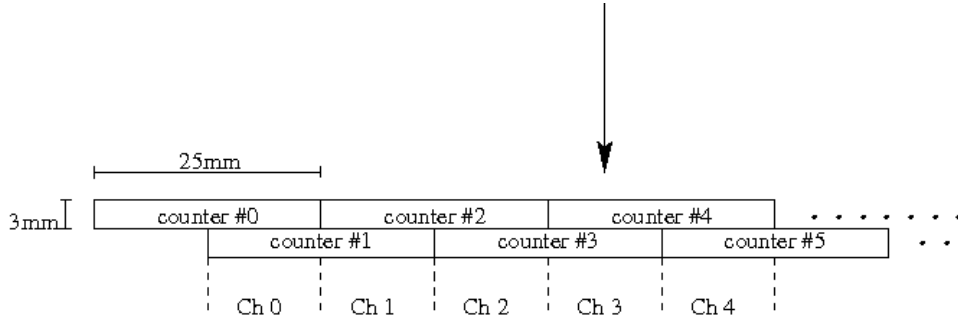 25mm
3mm counter #0 counter #2 counter #4
counter #1 counter #3 counter #5
Ch 0 Ch 1 Ch 2 Ch 3 Ch 4